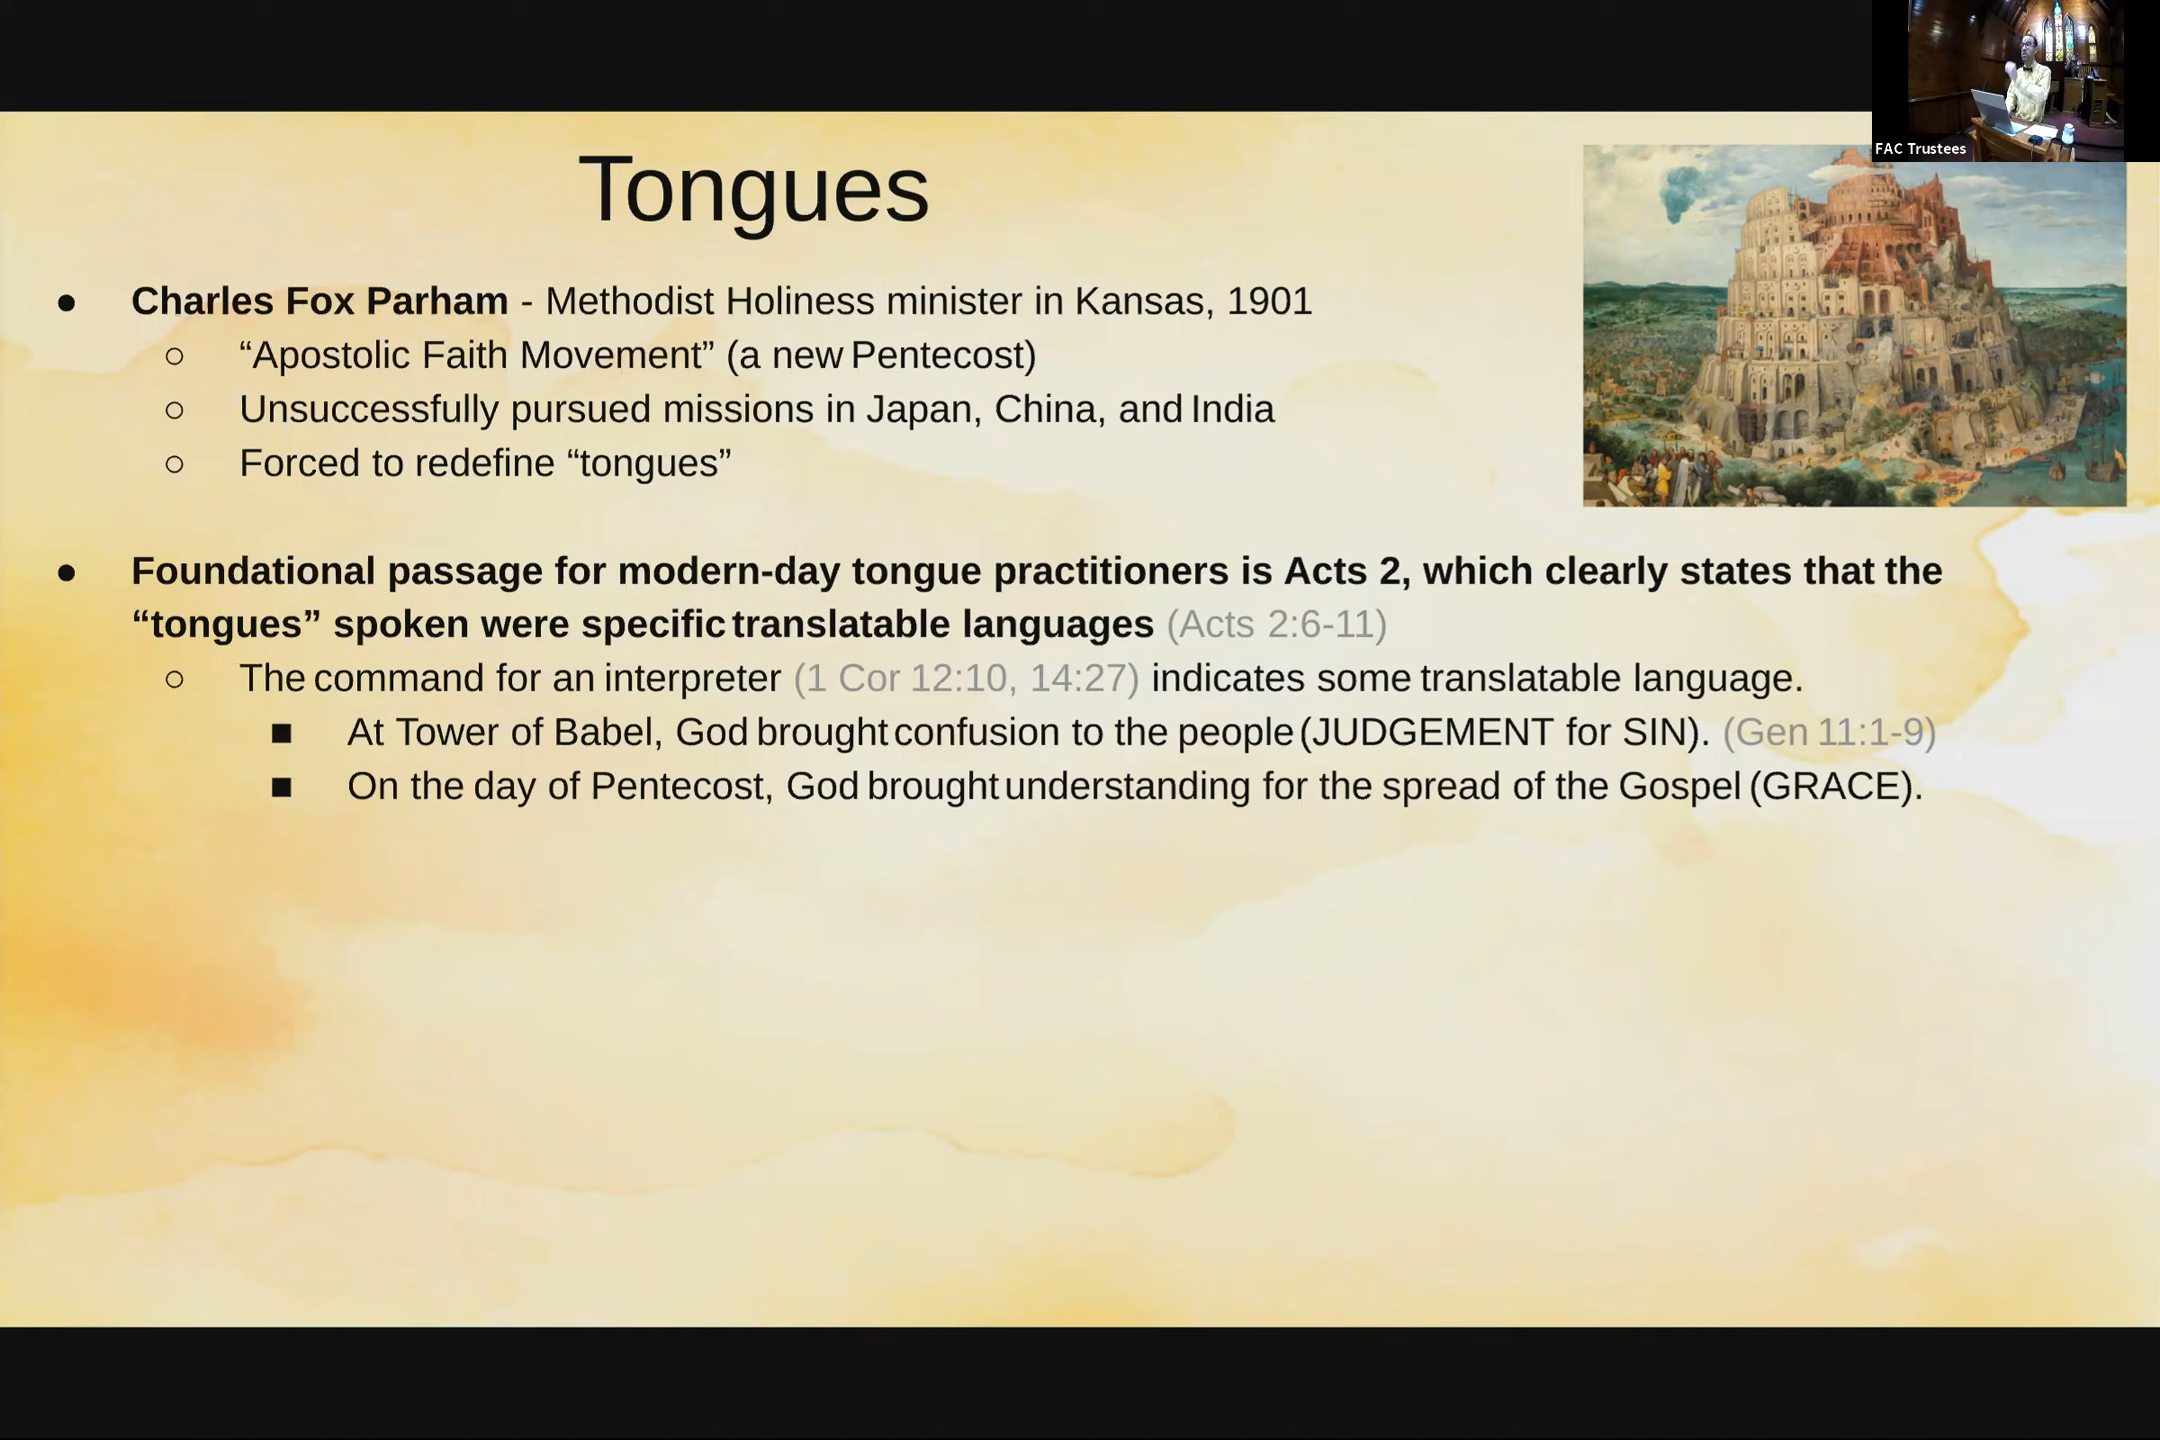 FAC Trustees
Tongues
● Charles Fox Parham - Methodist Holiness minister in Kansas, 1901
○ “Apostolic Faith Movement” (a new Pentecost)
○ Unsuccessfully pursued missions in Japan, China, and India
○ Forced to redefine “tongues”
● Foundational passage for modern-day tongue practitioners is Acts 2, which clearly states that the
“tongues” spoken were specific translatable languages (Acts 2:6-11)
○ The command for an interpreter (1 Cor 12:10, 14:27) indicates some translatable language.
■ At Tower of Babel, God brought confusion to the people (JUDGEMENT for SIN). (Gen 11:1-9)
■ On the day of Pentecost, God brought understanding for the spread of the Gospel (GRACE).